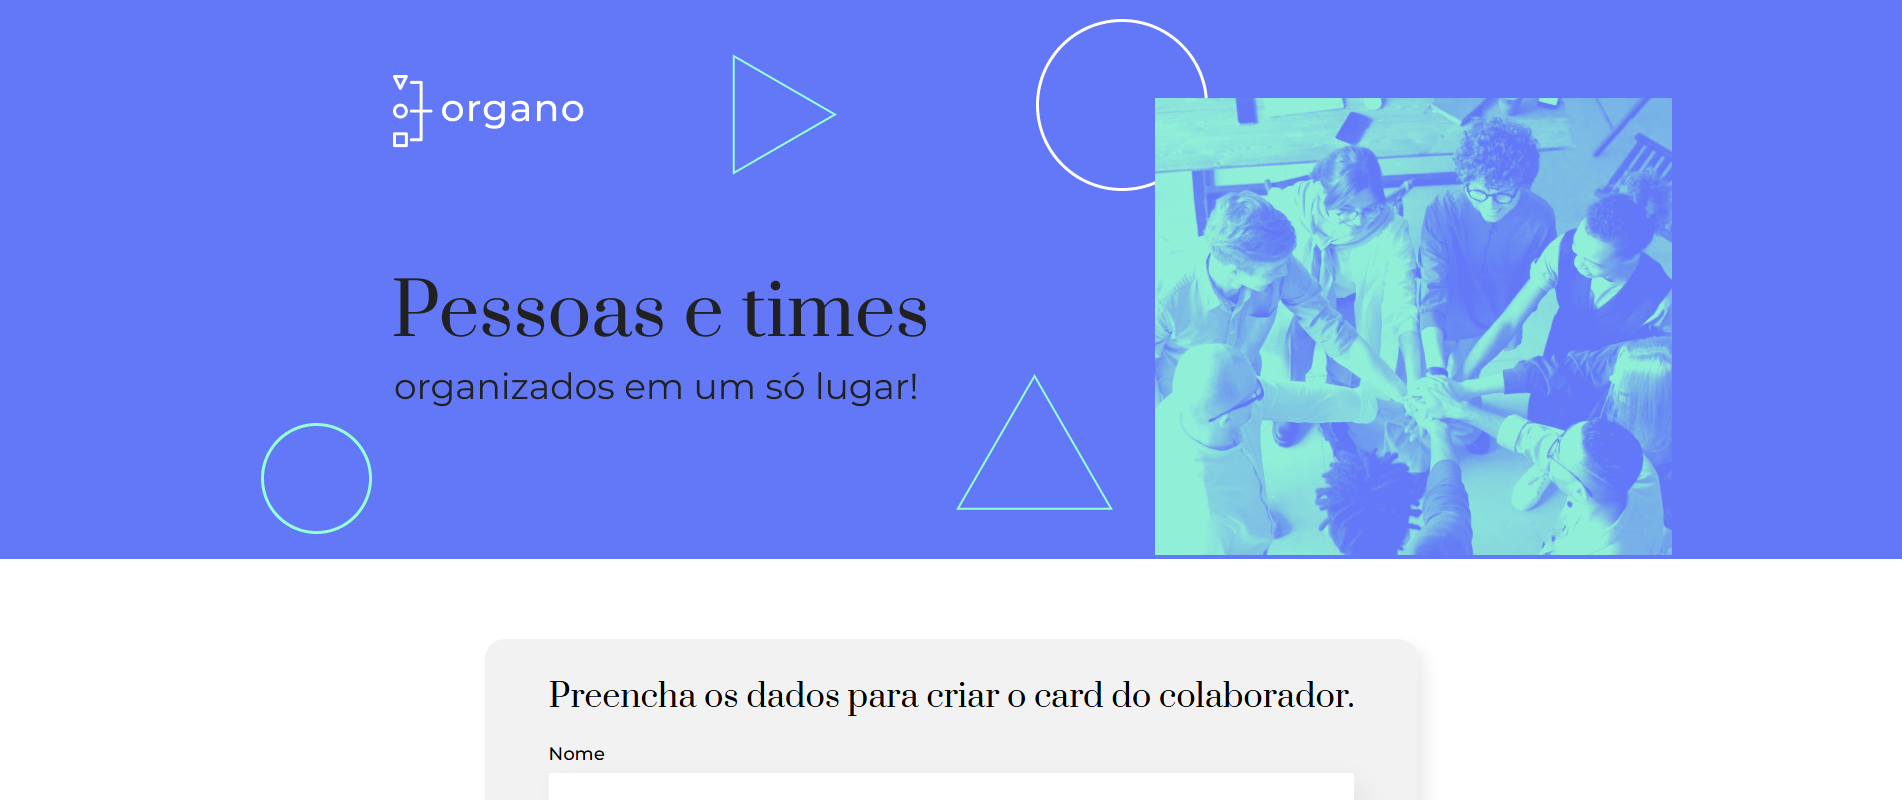 organo
Pessoas e times
organizados em um só lugar!
Preencha os dados para criar o card do colaborador.
Nome